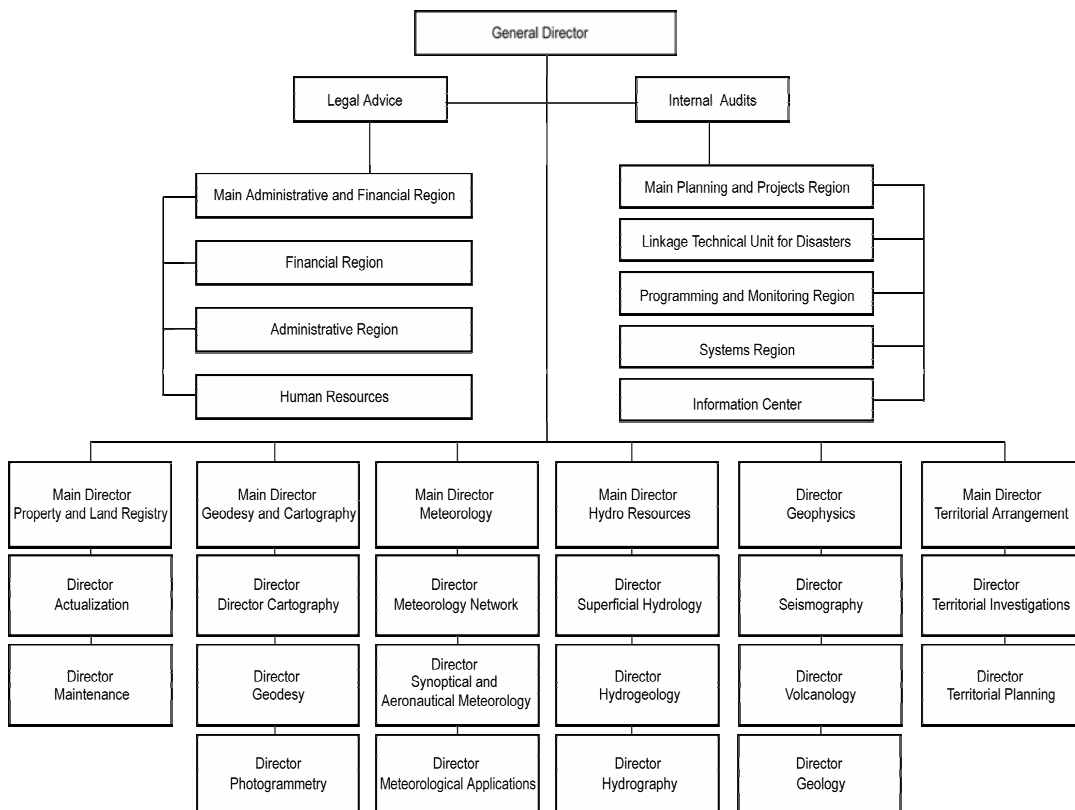 General Director
Legal Advice
Internal Audits
Main Administrative and Financial Region
Financial Region
Administrative Region
Human Resources
Main Planning and Projects Region
Linkage Technical Unit for Disasters
Programming and Monitoring Region
Systems Region
Information Center
Main Director
Property and Land Registry
Director
Actualization
Director
Maintenance
Main Director
Geodesy and Cartography
Director
Director Cartography
Director
Geodesy
Director
Photogrammetry
Main Director
Meteorology
Director
Meteorology Network
Director
Synoptical and
Aeronautical Meteorology
Director
Meteorological Applications
Main Director
Hydro Resources
Director
Superficial Hydrology
Director
Hydrogeology
Director
Hydrography
Director
Geophysics
Director
Seismography
Director
Volcanology
Director
Geology
Main Director
Territorial Arrangement
Director
Territorial Investigations
Director
Territorial Planning